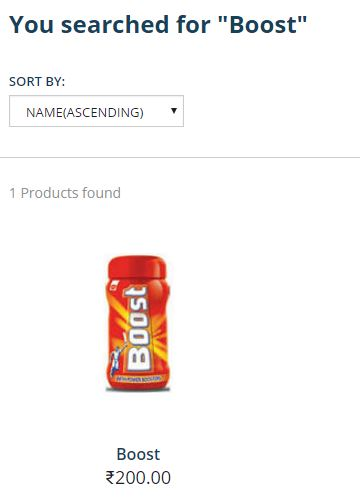 You searched for "Boost"
SORT BY:
NAME(ASCENDING)
1 Products found
Boost
Boost
₹200.00